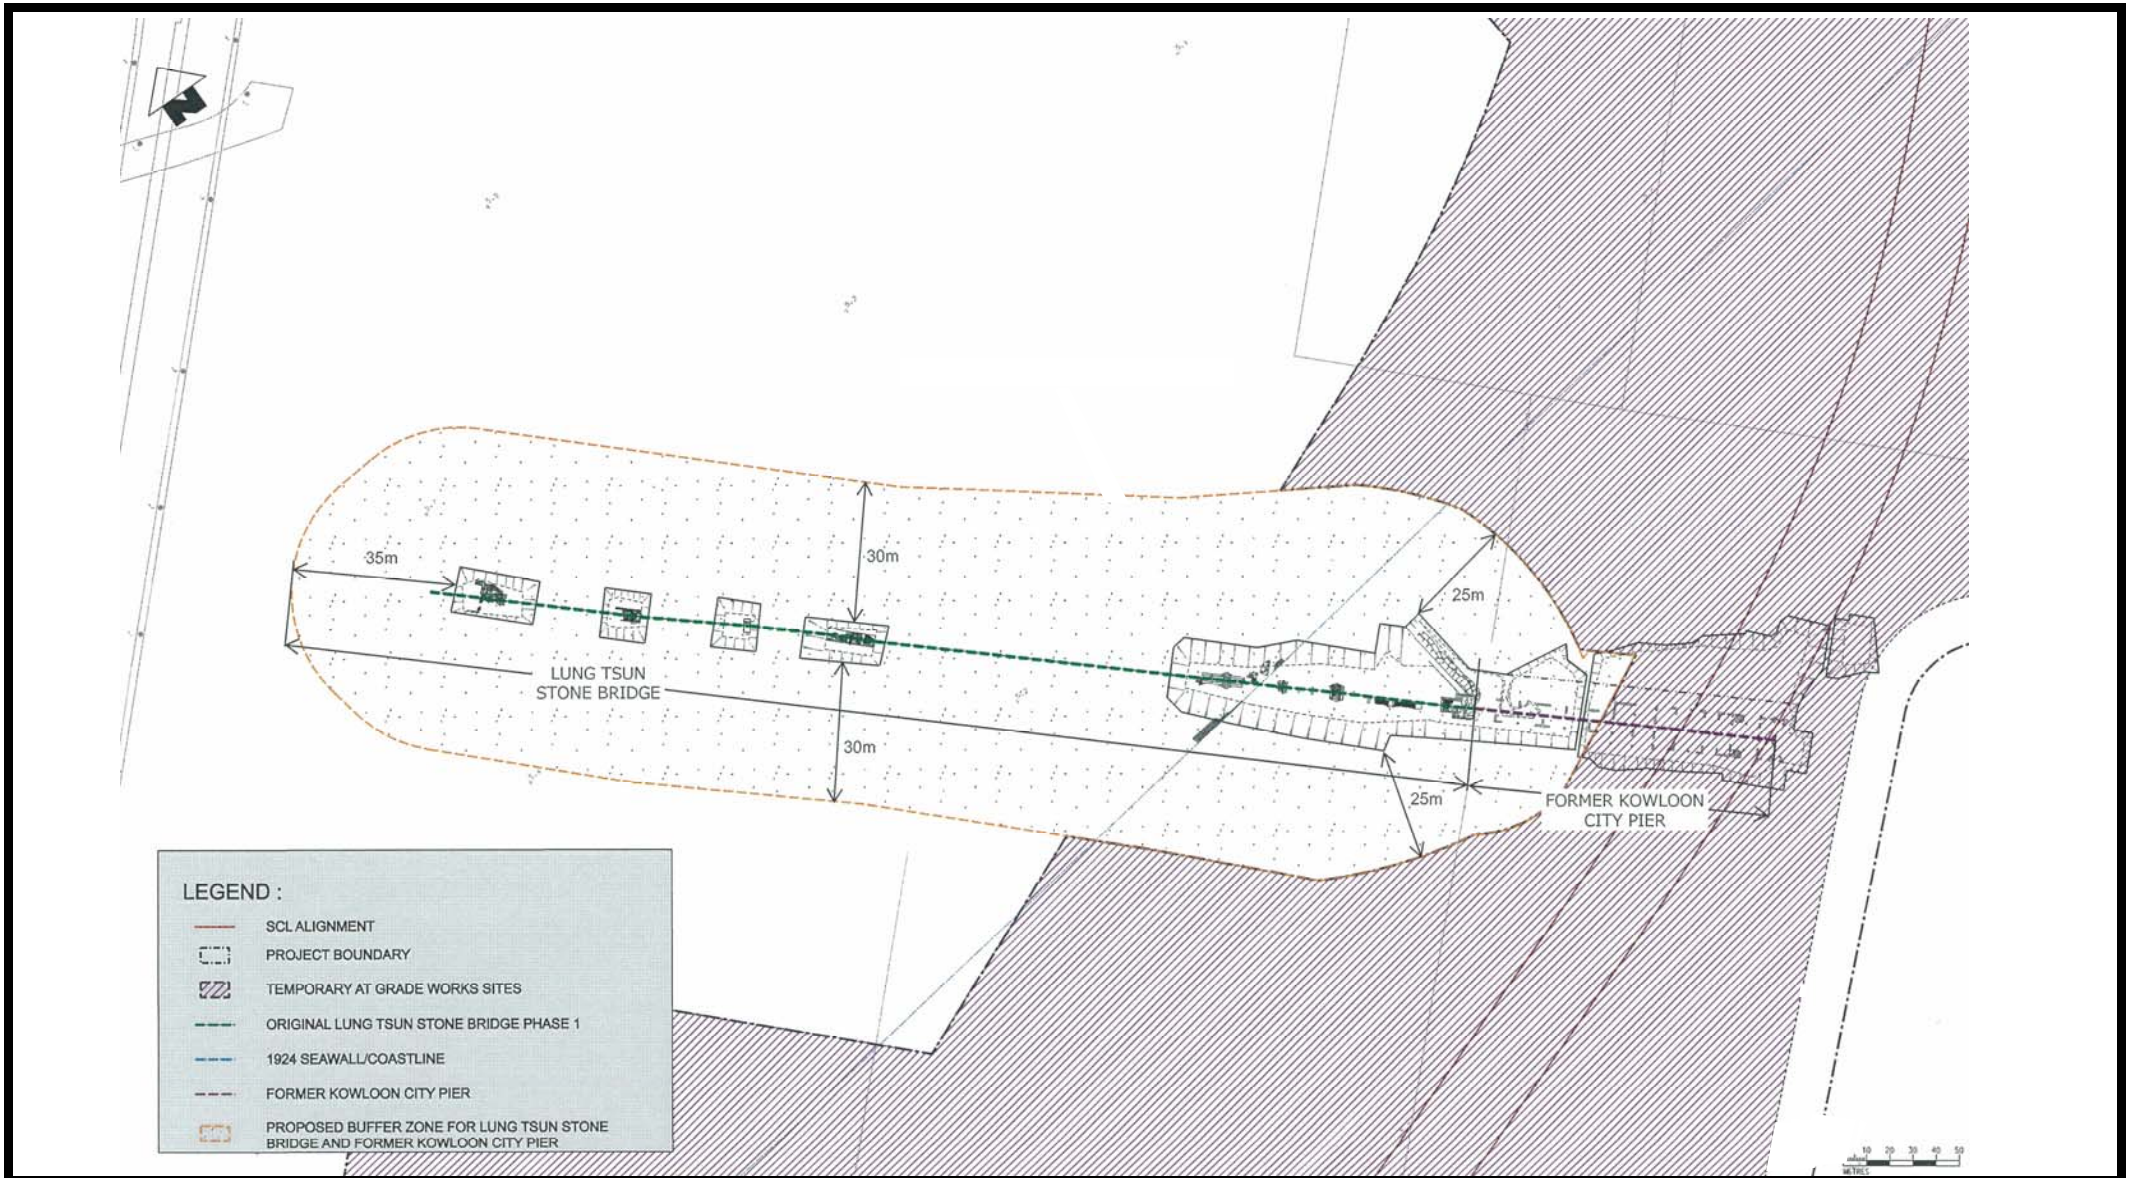 N
35m
30m
25m
LUNG TSUN
STONE BRIDGE
30m
25m
FORMER KOWLOON
CITY PIER
LEGEND :
SCL ALIGNMENT
PROJECT BOUNDARY
TEMPORARY AT GRADE WORKS SITES
ORIGINAL LUNG TSUN STONE BRIDGE PHASE 1
1924 SEAWALL/COASTLINE
FORMER KOWLOON CITY PIER
PROPOSED BUFFER ZONE FOR LUNG TSUN STONE
BRIDGE AND FORMER KOWLOON CITY PIER
10 20 30 40 50
METRES